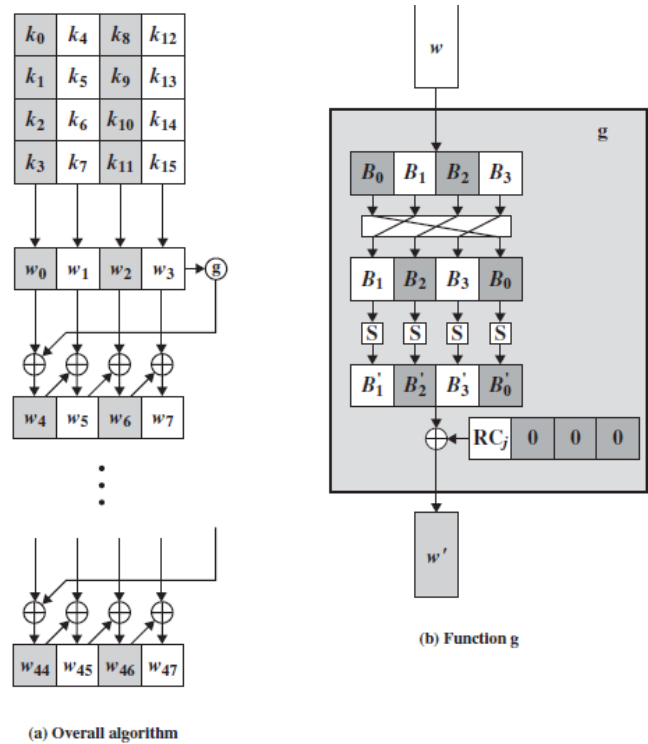 k0 k4 k8 k12
k1 k5 k9 k13
k2 k6 k10 k14
k3 k7 k11 k15
w0 w1 w2 w3 g
w4 w5 w6 w7
w44 w45 w46 w47
(a) Overall algorithm
w
g
B0 B1 B2 B3
B1 B2 B3 B0
S S S S
B'1 B'2 B'3 B'0
RCj 0 0 0
w'
(b) Function g